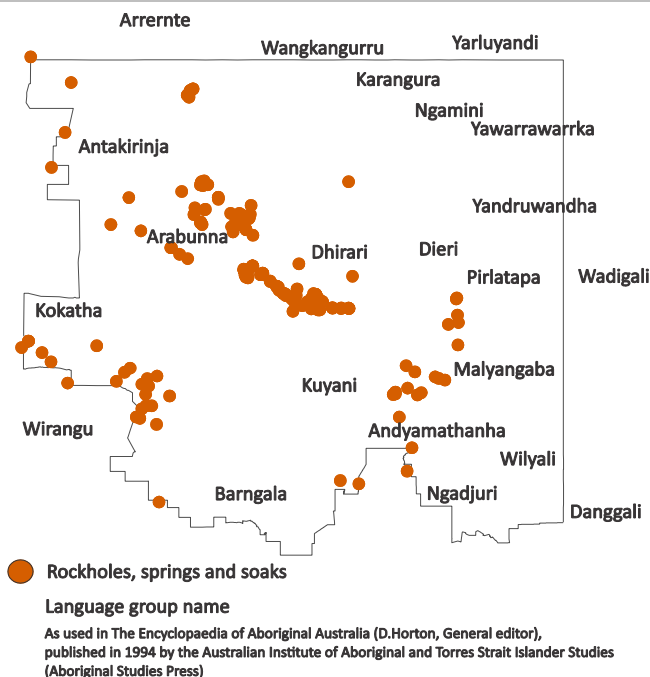 Arrernte
Wangkangurru
Yarluyandi
Karangura
Ngamini
Yawarrawarrka
Antakirinja
Yandruwandha
Arabunna
Dhirari
Dieri
Pirlatapa
Wadigali
Kokatha
Malyangaba
Kuyani
Wirangu
Andyamathanha
Wilyali
Barngala
Ngadjuri
Danggali
Rockholes, springs and soaks
Language group name
As used in The Encyclopaedia of Aboriginal Australia (D.Horton, General editor),
published in 1994 by the Australian Institute of Aboriginal and Torres Strait Islander Studies
(Aboriginal Studies Press)